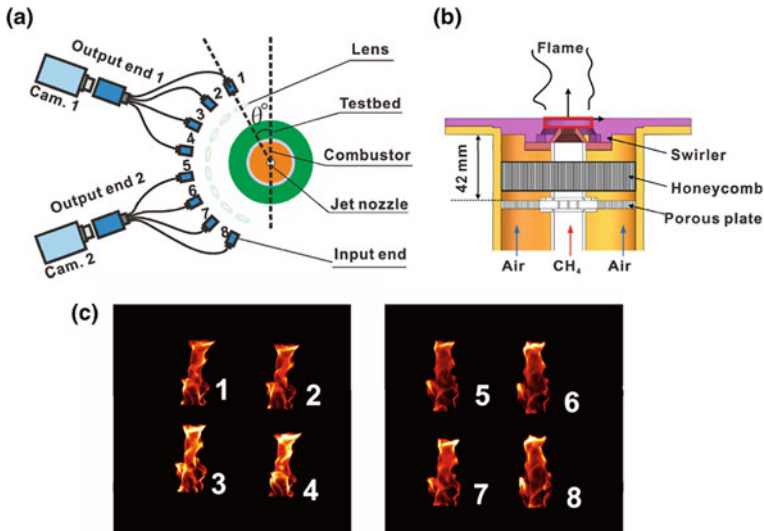 (a)
Output end 1
Cam. 1
1
2
3
4
5
6
7
8
Output end 2
Cam. 2
θ°
Lens
Testbed
Combustor
Jet nozzle
Input end
(b)
Flame
42 mm
Swirler
Honeycomb
Porous plate
Air
CH₄
Air
(c)
1
2
3
4
5
6
7
8